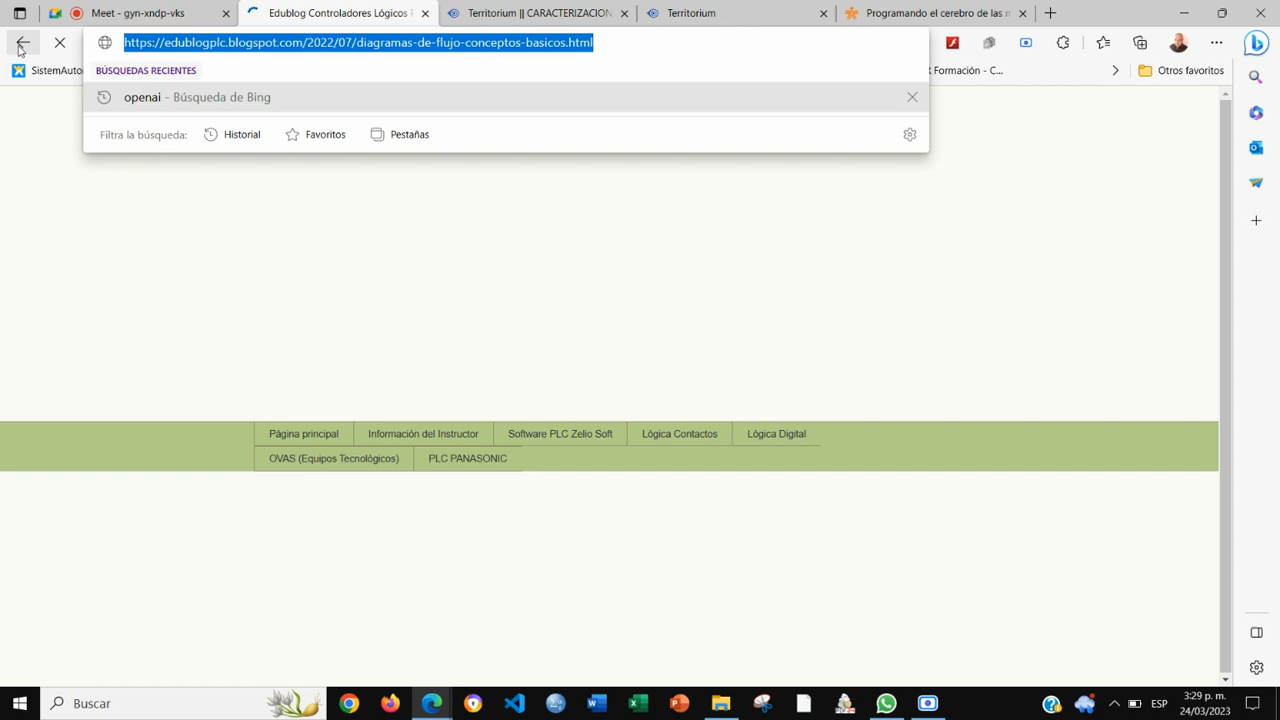 Meet - gyn-xndp-vks
Edublog Controladores Lógicos P
Territorium || CARACTERIZACION
Territorium
Programando el cerebro de las m
https://edublogplc.blogspot.com/2022/07/diagramas-de-flujo-conceptos-basicos.html
SistemAuto
BÚSQUEDAS RECIENTES
R Formación - C...
Otros favoritos
openai - Búsqueda de Bing
Filtra la búsqueda:
Historial
Favoritos
Pestañas
Página principal
Información del Instructor
Software PLC Zelio Soft
Lógica Contactos
Lógica Digital
OVAS (Equipos Tecnológicos)
PLC PANASONIC
Buscar
ESP
3:29 p. m.
24/03/2023